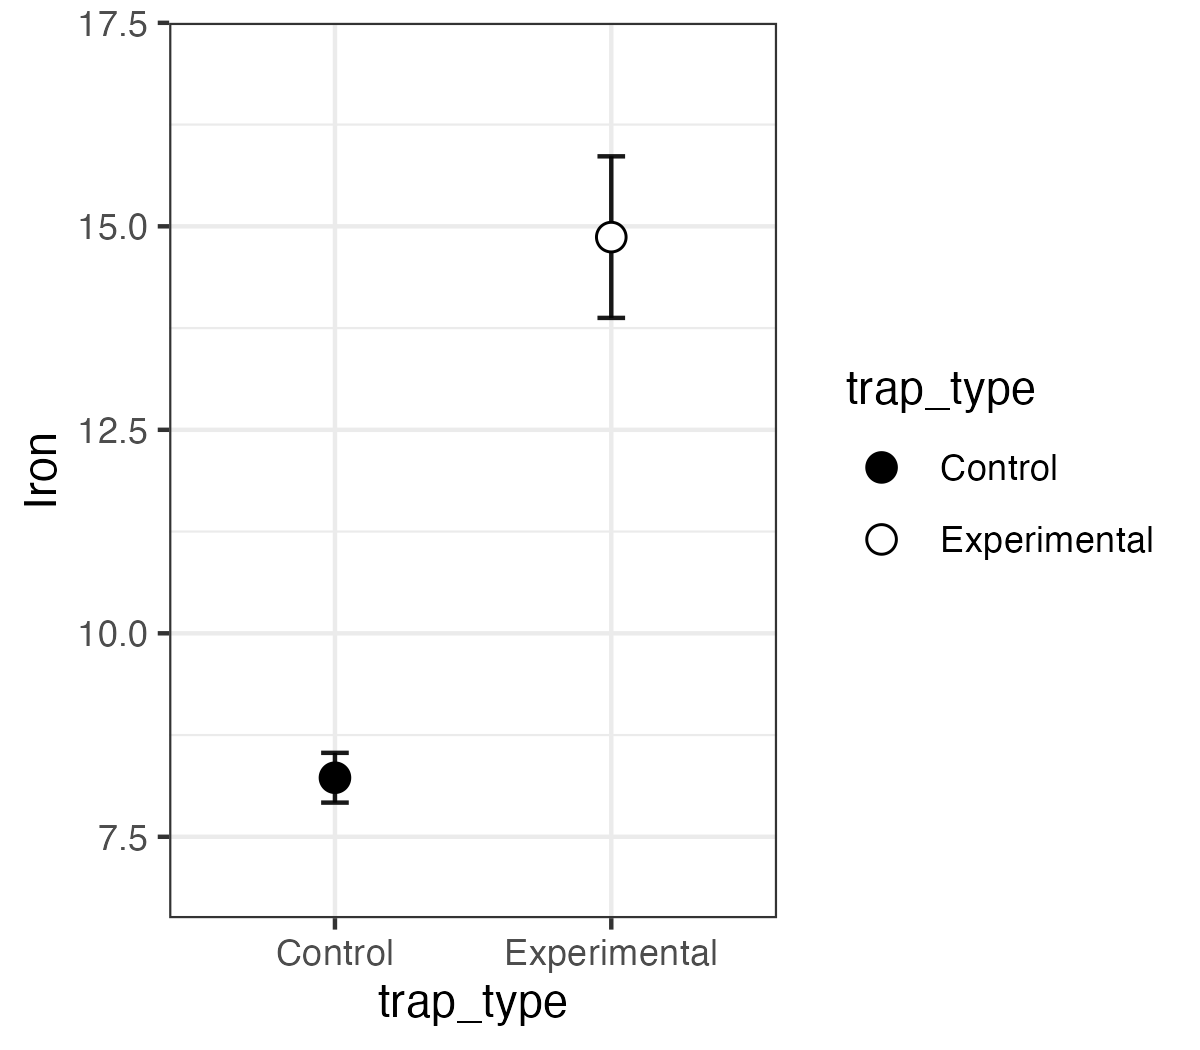 17.5
15.0
12.5
10.0
7.5
Iron
Control
Experimental
trap_type
trap_type
Control
Experimental